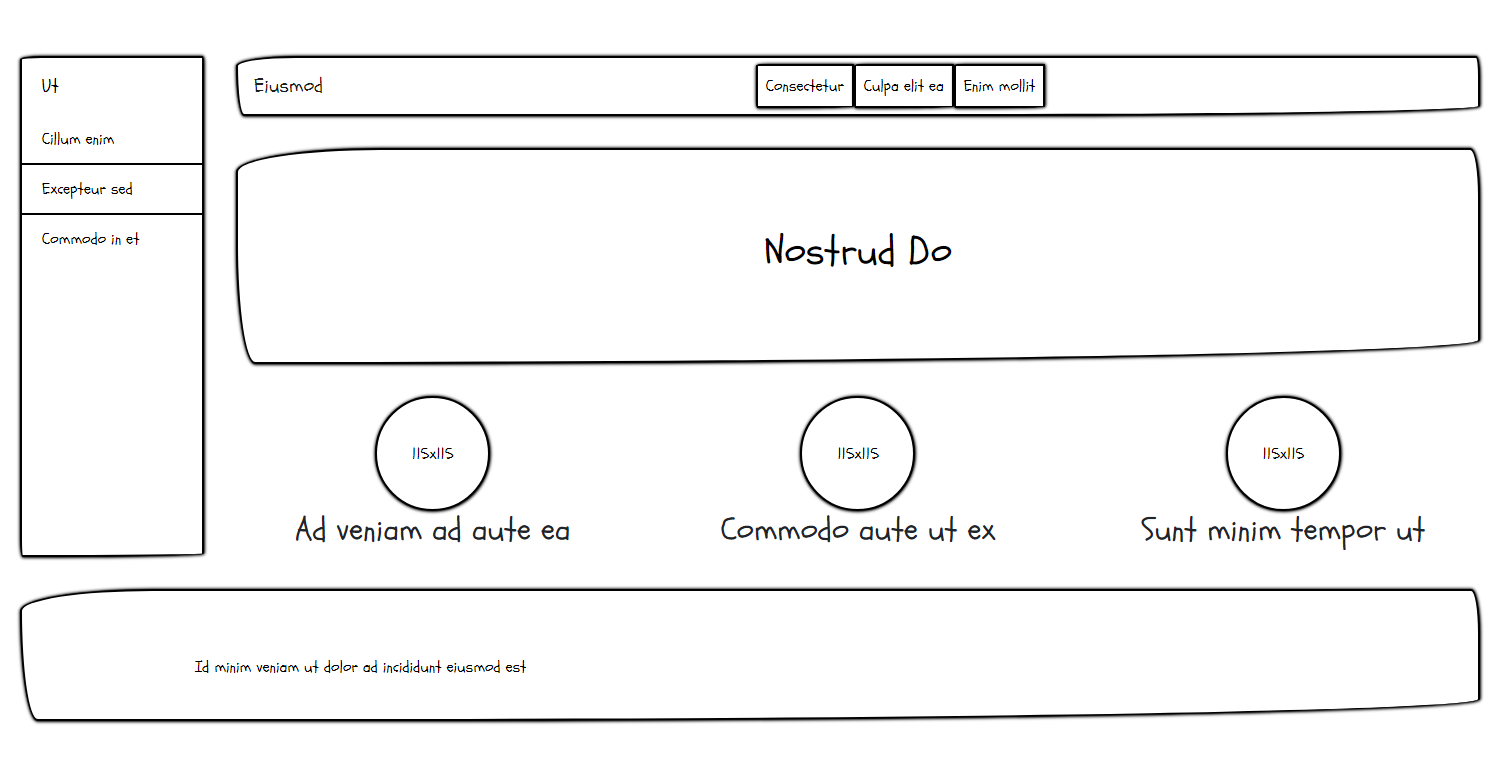 Ut
Cillum enim
Excepteur sed
Commodo in et
Eiusmod
Consectetur
Culpa elit ea
Enim mollit
Nostrud Do
115x115
115x115
115x115
Ad veniam ad aute ea
Commodo aute ut ex
Sunt minim tempor ut
Id minim veniam ut dolor ad incididunt eiusmod est